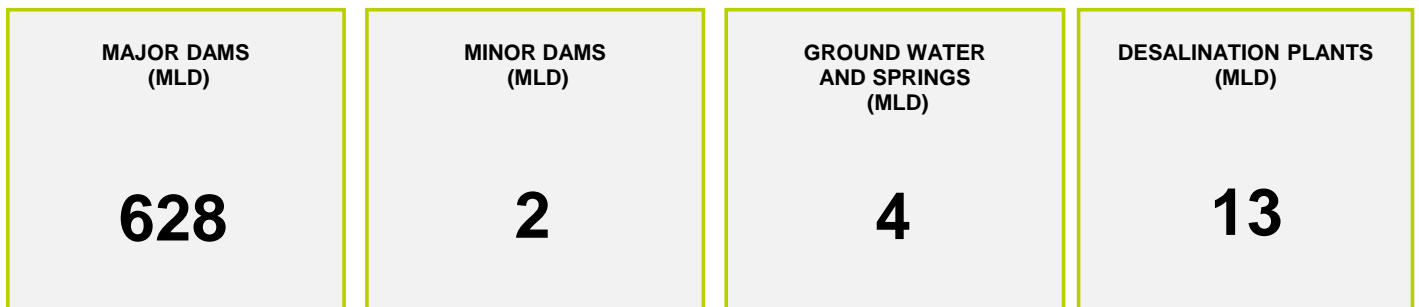 MAJOR DAMS
(MLD)
628
MINOR DAMS
(MLD)
2
GROUND WATER
AND SPRINGS
(MLD)
4
DESALINATION PLANTS
(MLD)
13